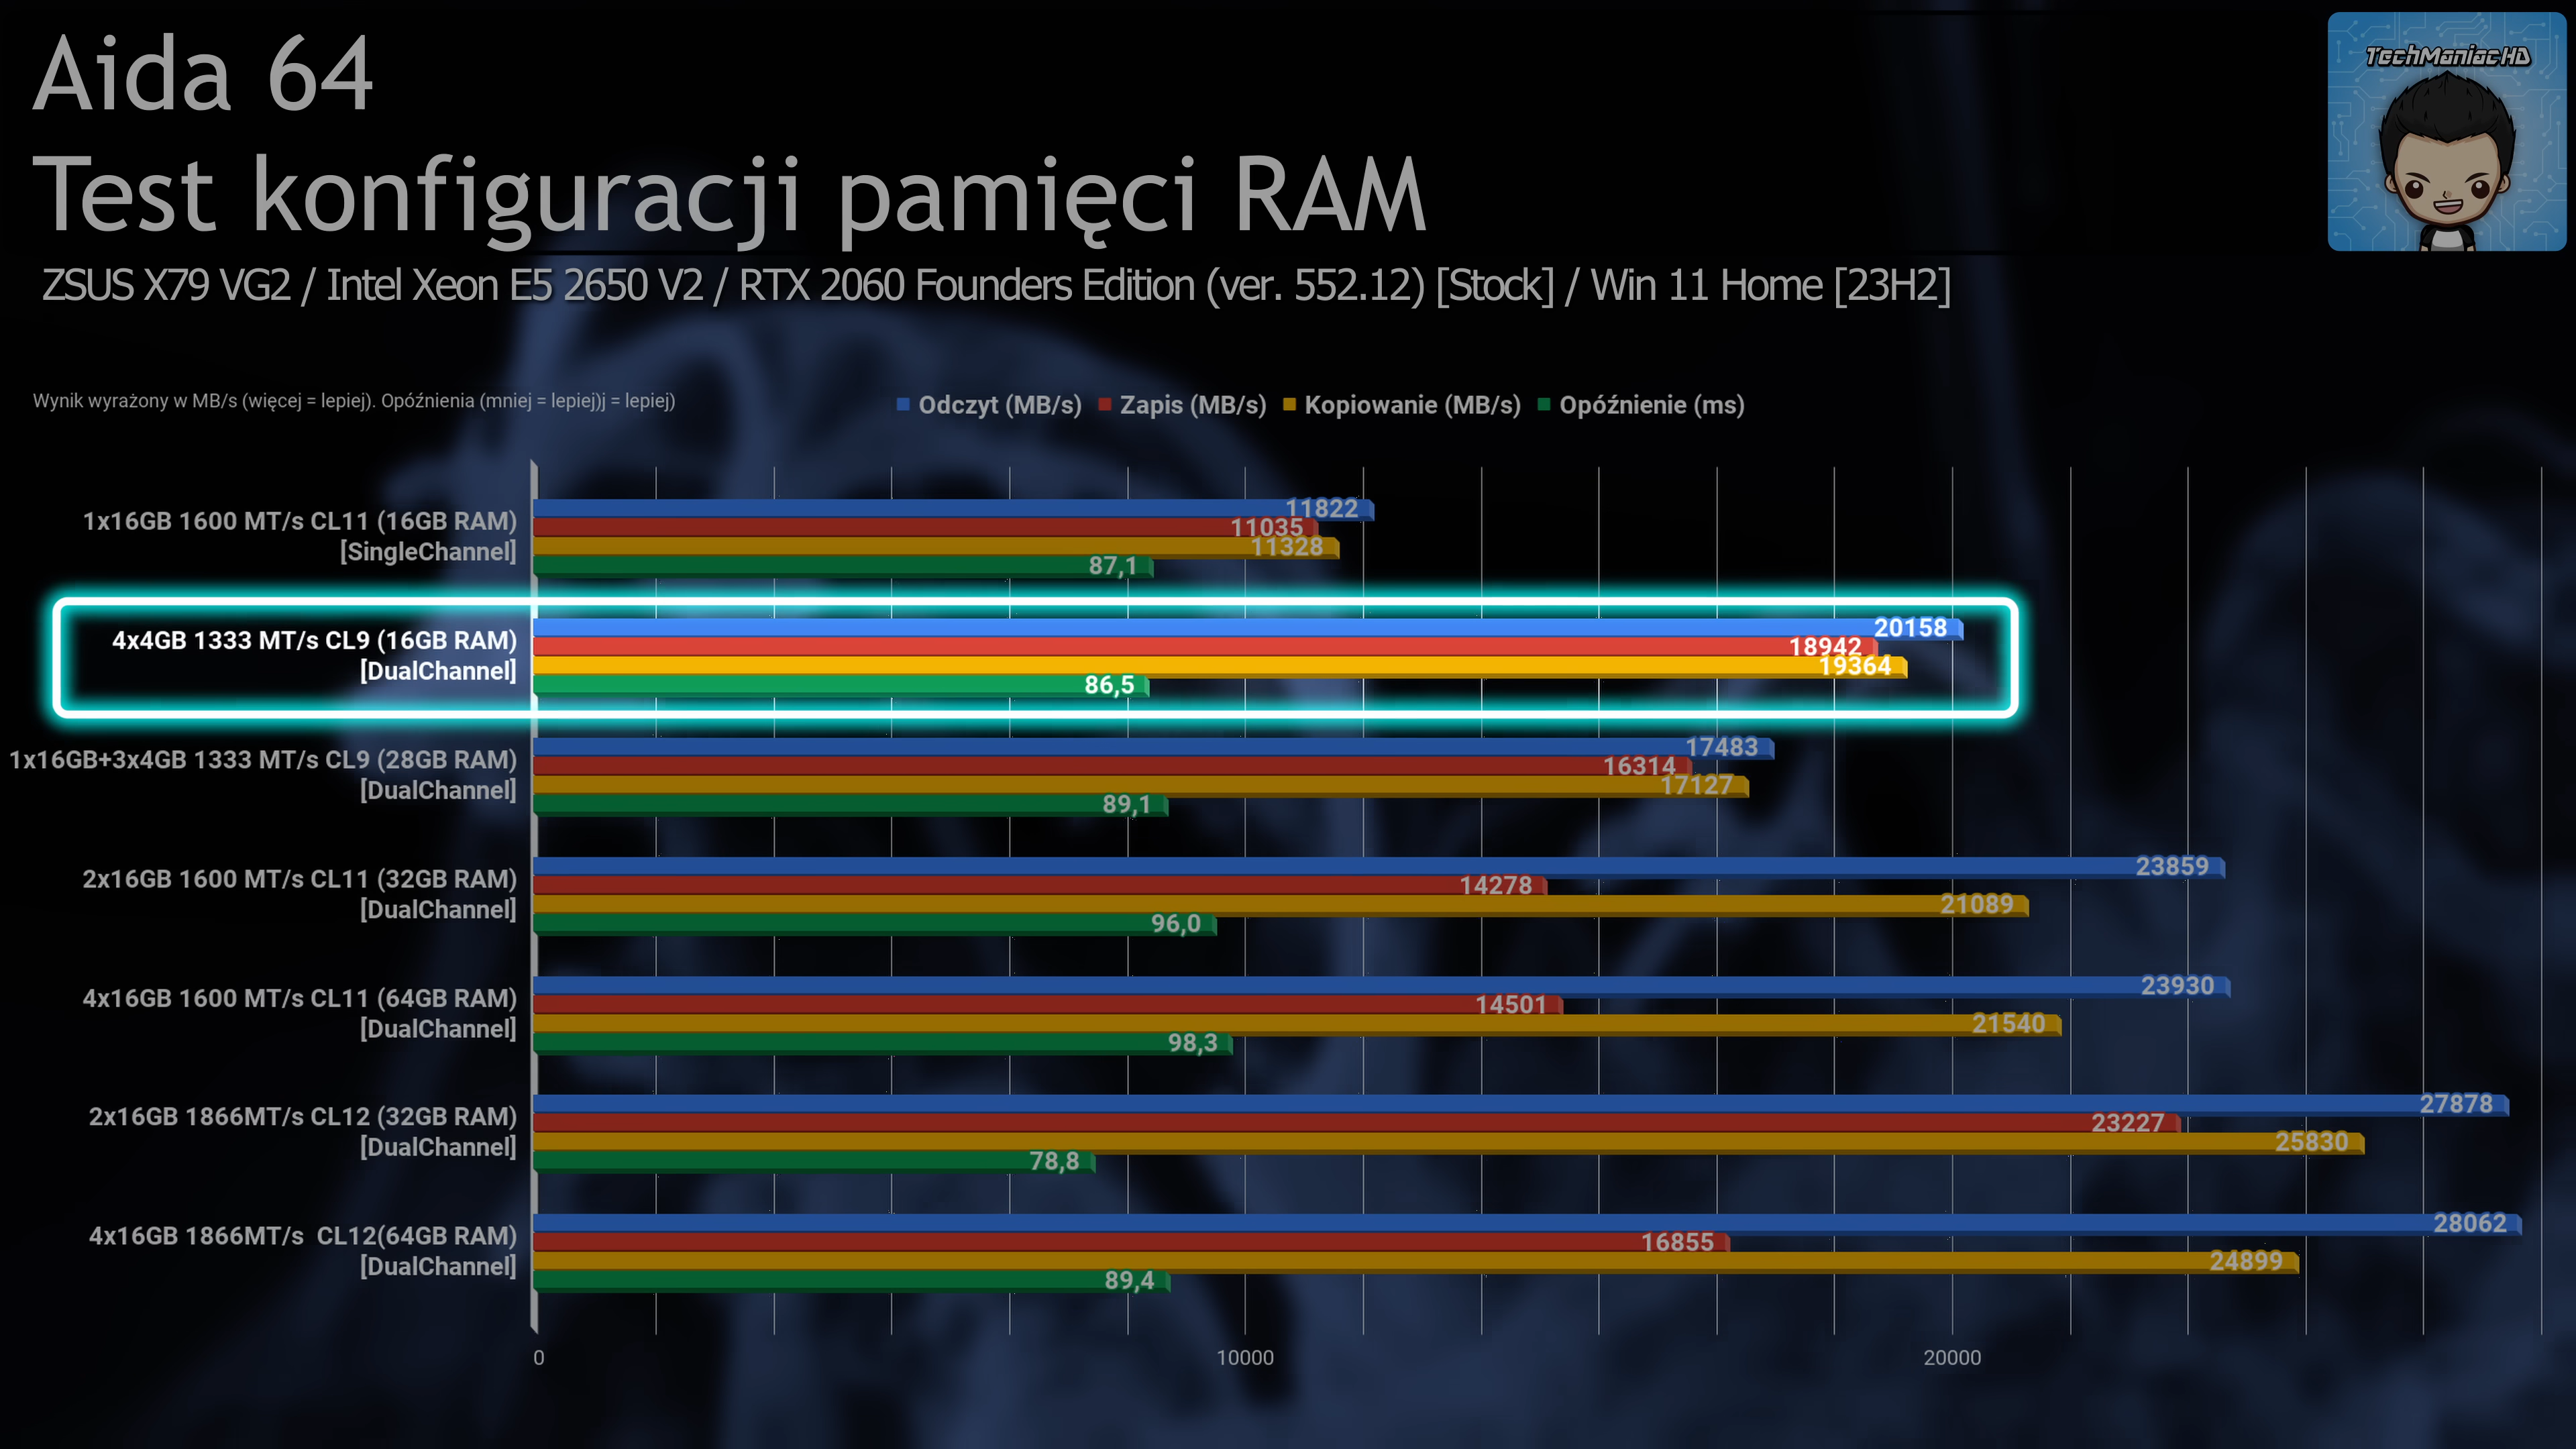 Aida 64
TechManiacHD
Test konfiguracji pamięci RAM
ZSUS X79 VG2 / Intel Xeon E5 2650 V2 / RTX 2060 Founders Edition (ver. 552.12) [Stock] / Win 11 Home [23H2]
Wynik wyrażony w MB/s (więcej = lepiej). Opóźnienia (mniej = lepiej)j = lepiej)
Odczyt (MB/s) Zapis (MB/s) Kopiowanie (MB/s) Opóźnienie (ms)
1x16GB 1600 MT/s CL11 (16GB RAM)
[SingleChannel]
11822
11035
11328
87,1
4x4GB 1333 MT/s CL9 (16GB RAM)
[DualChannel]
20158
18942
19364
86,5
1x16GB+3x4GB 1333 MT/s CL9 (28GB RAM)
[DualChannel]
17483
16314
17127
89,1
2x16GB 1600 MT/s CL11 (32GB RAM)
[DualChannel]
23859
14278
21089
96,0
4x16GB 1600 MT/s CL11 (64GB RAM)
[DualChannel]
23930
14501
21540
98,3
2x16GB 1866MT/s CL12 (32GB RAM)
[DualChannel]
27878
23227
25830
78,8
4x16GB 1866MT/s  CL12(64GB RAM)
[DualChannel]
28062
16855
24899
89,4
0 10000 20000